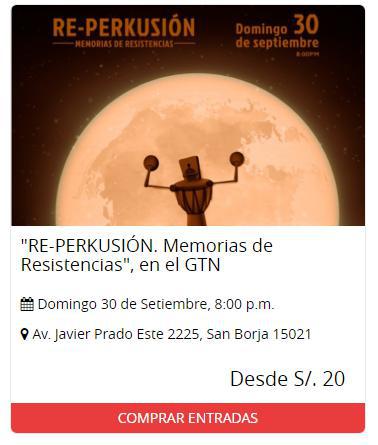 RE-PERKUSIÓN
MEMORIAS DE RESISTENCIAS
Domingo 30
de septiembre
8:00PM
"RE-PERKUSIÓN. Memorias de
Resistencias", en el GTN
Domingo 30 de Setiembre, 8:00 p.m.
Av. Javier Prado Este 2225, San Borja 15021
Desde S/. 20
COMPRAR ENTRADAS